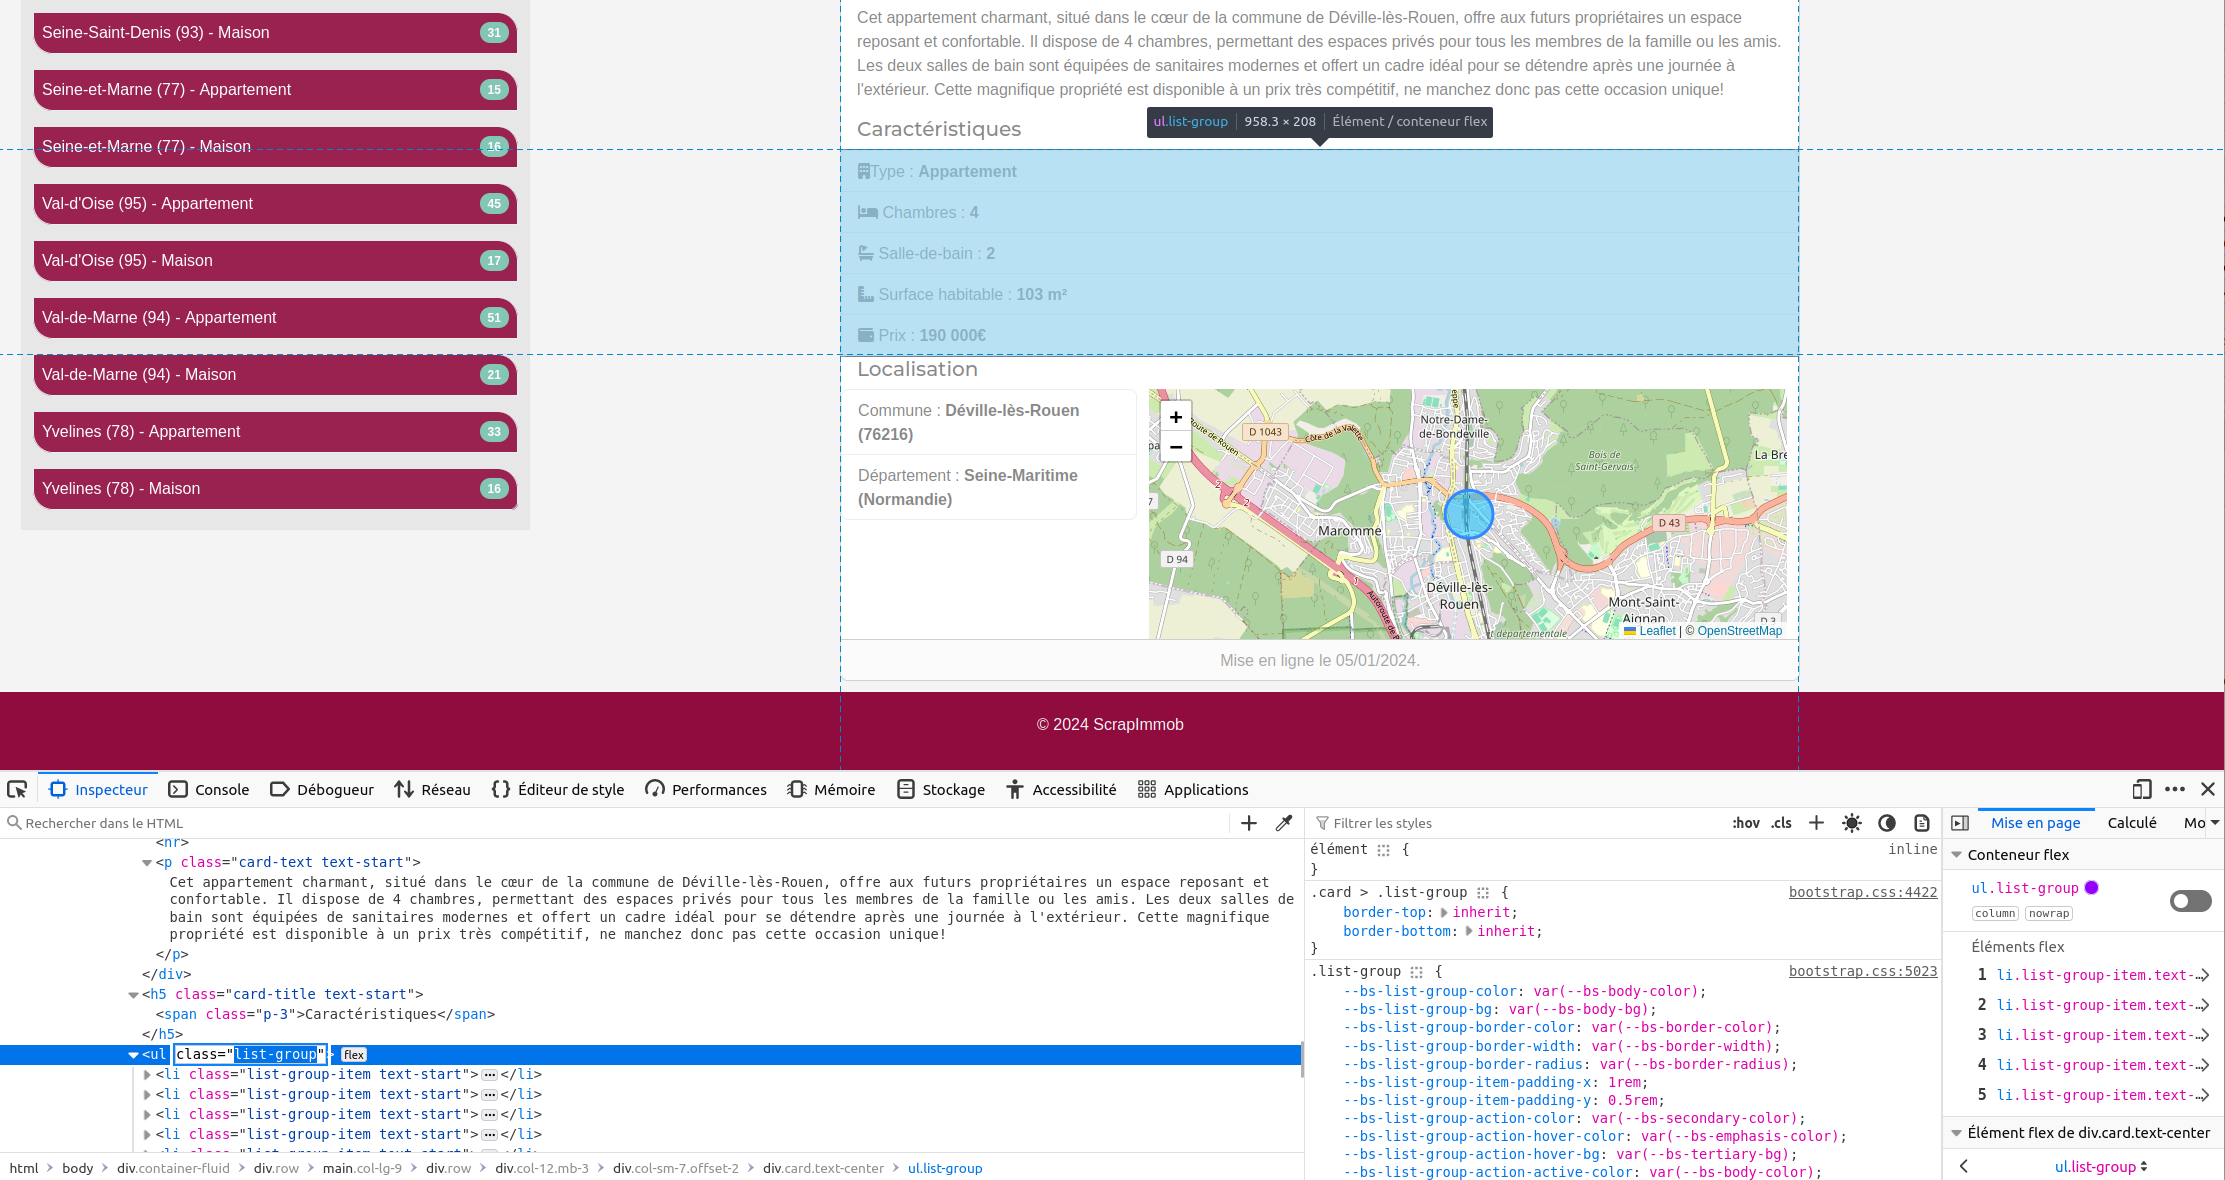 Seine-Saint-Denis (93) - Maison 31
Seine-et-Marne (77) - Appartement 15
Seine-et-Marne (77) - Maison 16
Val-d'Oise (95) - Appartement 45
Val-d'Oise (95) - Maison 17
Val-de-Marne (94) - Appartement 51
Val-de-Marne (94) - Maison 21
Yvelines (78) - Appartement 33
Yvelines (78) - Maison 16
Cet appartement charmant, situé dans le cœur de la commune de Déville-lès-Rouen, offre aux futurs propriétaires un espace
reposant et confortable. Il dispose de 4 chambres, permettant des espaces privés pour tous les membres de la famille ou les amis.
Les deux salles de bain sont équipées de sanitaires modernes et offert un cadre idéal pour se détendre après une journée à
l'extérieur. Cette magnifique propriété est disponible à un prix très compétitif, ne manchez donc pas cette occasion unique!
ul.list-group 958.3 × 208 Élément / conteneur flex
Caractéristiques
Type : Appartement
Chambres : 4
Salle-de-bain : 2
Surface habitable : 103 m²
Prix : 190 000€
Localisation
Commune : Déville-lès-Rouen
(76216)
Département : Seine-Maritime
(Normandie)
+
−
D 1043
Côte de la Valette
Route de Rouen
Notre-Dame-
de-Bondeville
Bois de
Saint-Gervais
La Bre
2
2
7
D 43
Maromme
D 94
1
Déville-lès-
Rouen
Mont-Saint-
Aignan
D 3
Autoroute de
et départementale
Leaflet | © OpenStreetMap
Mise en ligne le 05/01/2024.
© 2024 ScrapImmob
Inspecteur Console Débogueur Réseau Éditeur de style Performances Mémoire Stockage Accessibilité Applications
Rechercher dans le HTML
<hr>
<p class="card-text text-start">
Cet appartement charmant, situé dans le cœur de la commune de Déville-lès-Rouen, offre aux futurs propriétaires un espace reposant et
confortable. Il dispose de 4 chambres, permettant des espaces privés pour tous les membres de la famille ou les amis. Les deux salles de
bain sont équipées de sanitaires modernes et offert un cadre idéal pour se détendre après une journée à l'extérieur. Cette magnifique
propriété est disponible à un prix très compétitif, ne manchez donc pas cette occasion unique!
</p>
</div>
<h5 class="card-title text-start">
<span class="p-3">Caractéristiques</span>
</h5>
<ul class="list-group"> flex
<li class="list-group-item text-start">···</li>
<li class="list-group-item text-start">···</li>
<li class="list-group-item text-start">···</li>
<li class="list-group-item text-start">···</li>
html > body > div.container-fluid > div.row > main.col-lg-9 > div.row > div.col-12.mb-3 > div.col-sm-7.offset-2 > div.card.text-center > ul.list-group
Filtrer les styles :hov .cls +
élément { inline
}
.card > .list-group { bootstrap.css:4422
border-top: inherit;
border-bottom: inherit;
}
.list-group { bootstrap.css:5023
--bs-list-group-color: var(--bs-body-color);
--bs-list-group-bg: var(--bs-body-bg);
--bs-list-group-border-color: var(--bs-border-color);
--bs-list-group-border-width: var(--bs-border-width);
--bs-list-group-border-radius: var(--bs-border-radius);
--bs-list-group-item-padding-x: 1rem;
--bs-list-group-item-padding-y: 0.5rem;
--bs-list-group-action-color: var(--bs-secondary-color);
--bs-list-group-action-hover-color: var(--bs-emphasis-color);
--bs-list-group-action-hover-bg: var(--bs-tertiary-bg);
--bs-list-group-action-active-color: var(--bs-body-color);
Mise en page Calculé Mo
Conteneur flex
ul.list-group
column nowrap
Éléments flex
1 li.list-group-item.text-…
2 li.list-group-item.text-…
3 li.list-group-item.text-…
4 li.list-group-item.text-…
5 li.list-group-item.text-…
Élément flex de div.card.text-center
ul.list-group